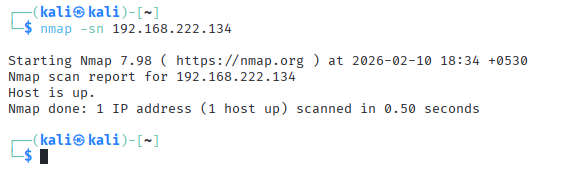 ┌──(kali㉿kali)-[~]
└─$ nmap -sn 192.168.222.134

Starting Nmap 7.98 ( https://nmap.org ) at 2026-02-10 18:34 +0530
Nmap scan report for 192.168.222.134
Host is up.
Nmap done: 1 IP address (1 host up) scanned in 0.50 seconds

┌──(kali㉿kali)-[~]
└─$